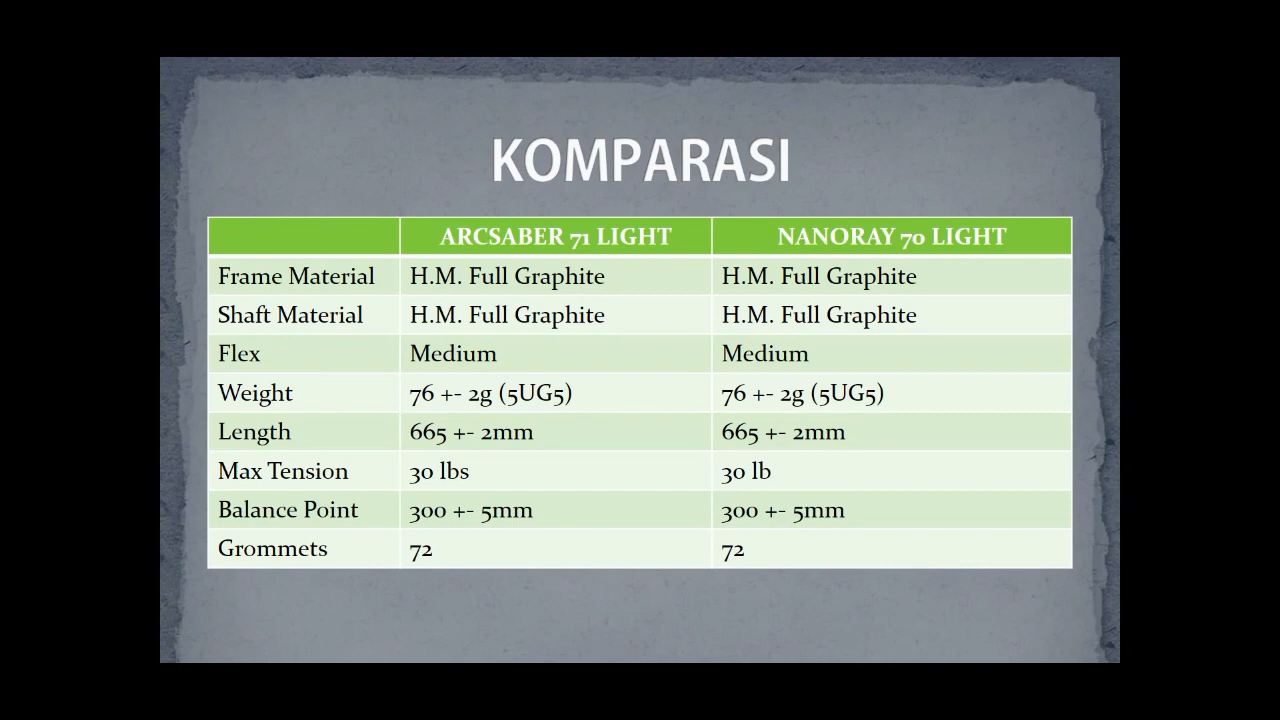 KOMPARASI
ARCSABER 71 LIGHT NANORAY 70 LIGHT
Frame Material H.M. Full Graphite H.M. Full Graphite
Shaft Material H.M. Full Graphite H.M. Full Graphite
Flex Medium Medium
Weight 76 +- 2g (5UG5) 76 +- 2g (5UG5)
Length 665 +- 2mm 665 +- 2mm
Max Tension 30 lbs 30 lb
Balance Point 300 +- 5mm 300 +- 5mm
Grommets 72 72